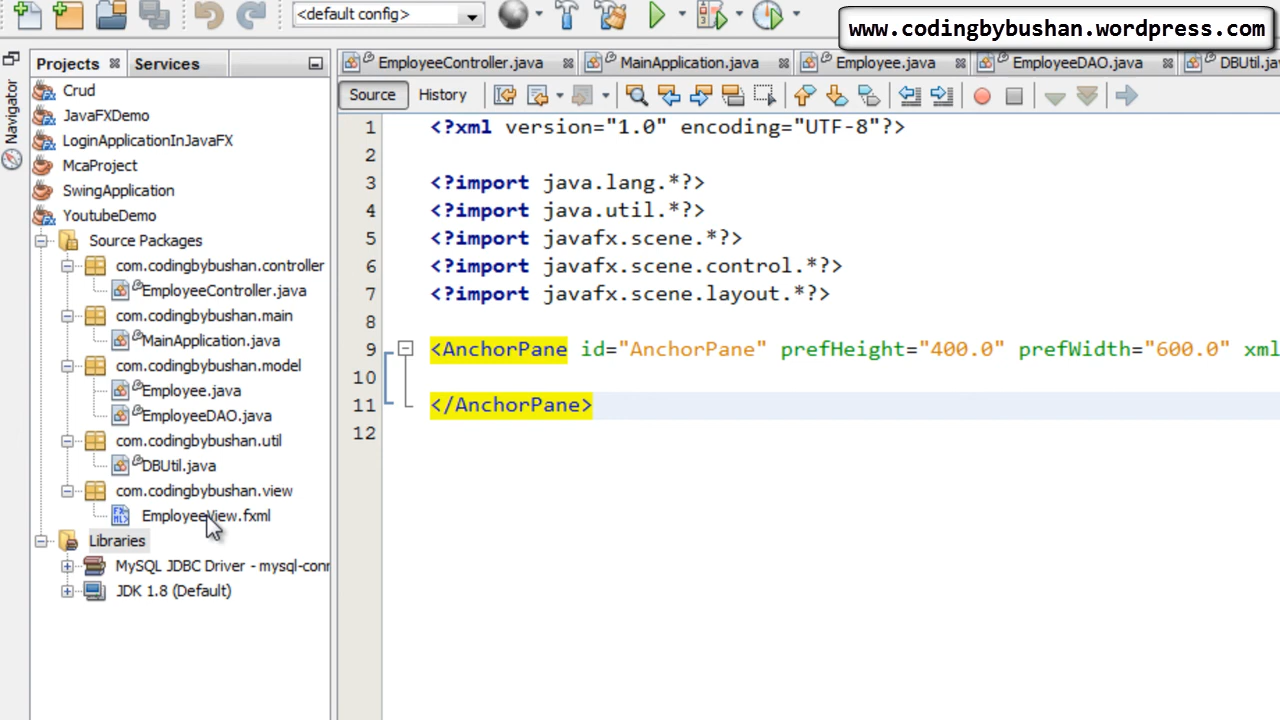 <default config>
www.codingbybushan.wordpress.com
Projects
Services
Navigator
EmployeeController.java
MainApplication.java
Employee.java
EmployeeDAO.java
DBUtil.ja
Source
History
Crud
JavaFXDemo
LoginApplicationInJavaFX
McaProject
SwingApplication
YoutubeDemo
Source Packages
com.codingbybushan.controller
EmployeeController.java
com.codingbybushan.main
MainApplication.java
com.codingbybushan.model
Employee.java
EmployeeDAO.java
com.codingbybushan.util
DBUtil.java
com.codingbybushan.view
EmployeeView.fxml
Libraries
MySQL JDBC Driver - mysql-conn
JDK 1.8 (Default)
1 <?xml version="1.0" encoding="UTF-8"?>
2
3 <?import java.lang.*?>
4 <?import java.util.*?>
5 <?import javafx.scene.*?>
6 <?import javafx.scene.control.*?>
7 <?import javafx.scene.layout.*?>
8
9 <AnchorPane id="AnchorPane" prefHeight="400.0" prefWidth="600.0" xml
10
11 </AnchorPane>
12